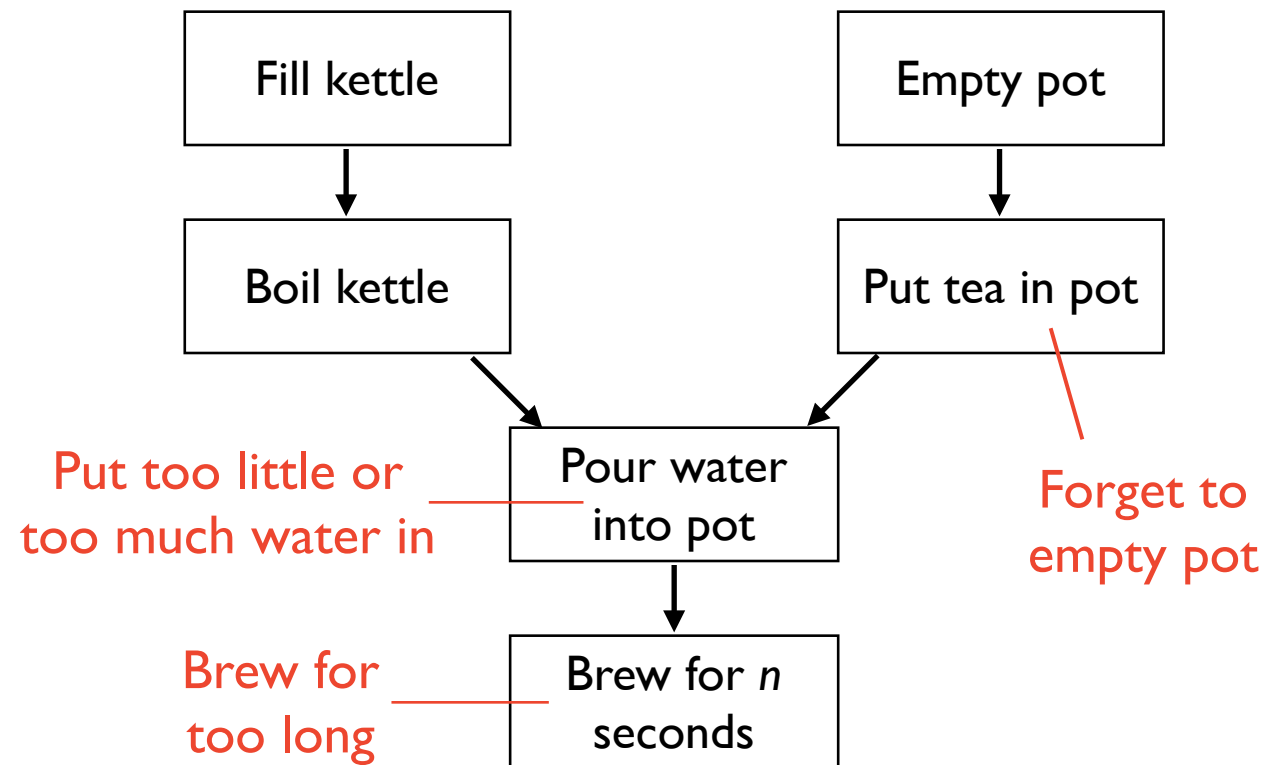 Fill kettle
Empty pot
Boil kettle
Put tea in pot
Put too little or
too much water in
Pour water
into pot
Forget to
empty pot
Brew for
too long
Brew for n
seconds